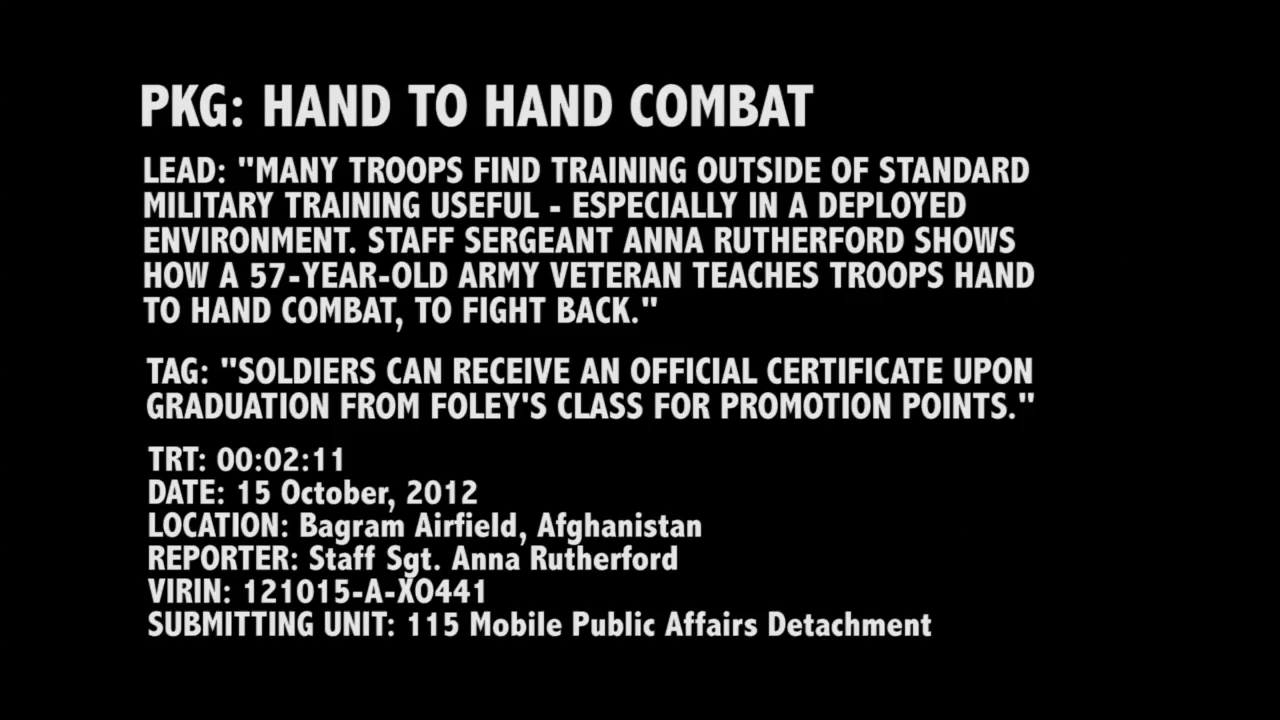 PKG: HAND TO HAND COMBAT
LEAD: "MANY TROOPS FIND TRAINING OUTSIDE OF STANDARD
MILITARY TRAINING USEFUL - ESPECIALLY IN A DEPLOYED
ENVIRONMENT. STAFF SERGEANT ANNA RUTHERFORD SHOWS
HOW A 57-YEAR-OLD ARMY VETERAN TEACHES TROOPS HAND
TO HAND COMBAT, TO FIGHT BACK."
TAG: "SOLDIERS CAN RECEIVE AN OFFICIAL CERTIFICATE UPON
GRADUATION FROM FOLEY'S CLASS FOR PROMOTION POINTS."
TRT: 00:02:11
DATE: 15 October, 2012
LOCATION: Bagram Airfield, Afghanistan
REPORTER: Staff Sgt. Anna Rutherford
VIRIN: 121015-A-XO441
SUBMITTING UNIT: 115 Mobile Public Affairs Detachment